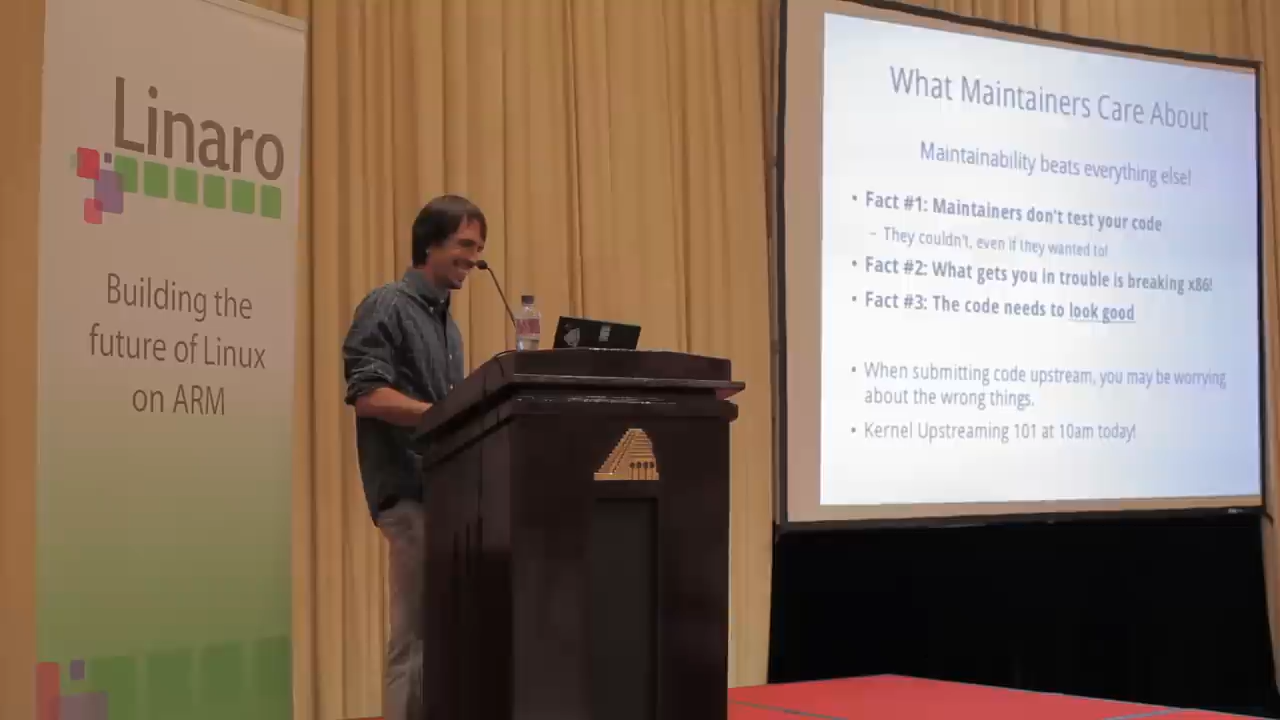 Linaro
Building the
future of Linux
on ARM
What Maintainers Care About
Maintainability beats everything else!
• Fact #1: Maintainers don't test your code
– They couldn't, even if they wanted to!
• Fact #2: What gets you in trouble is breaking x86!
• Fact #3: The code needs to look good
• When submitting code upstream, you may be worrying
about the wrong things.
• Kernel Upstreaming 101 at 10am today!